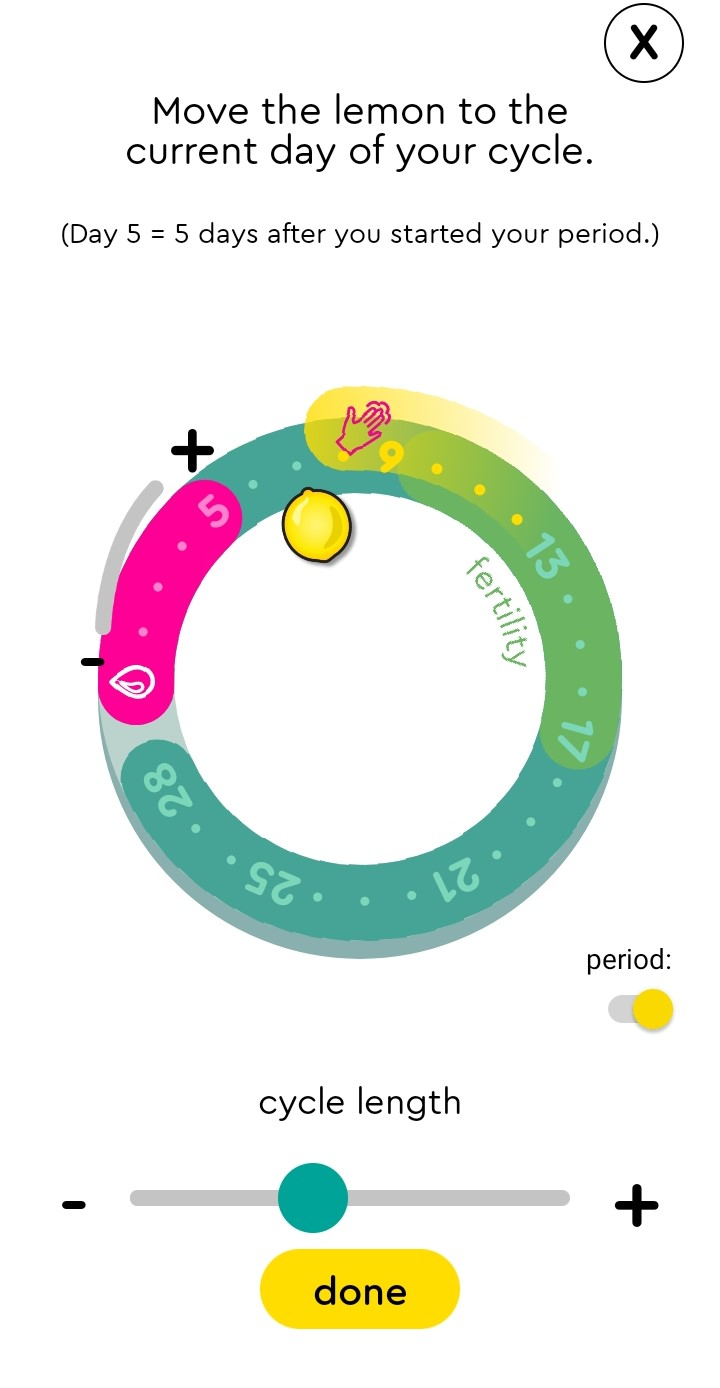 X
Move the lemon to the
current day of your cycle.
(Day 5 = 5 days after you started your period.)
+
5
9
13
fertility
-
17
28
25
21
period:
cycle length
-
+
done